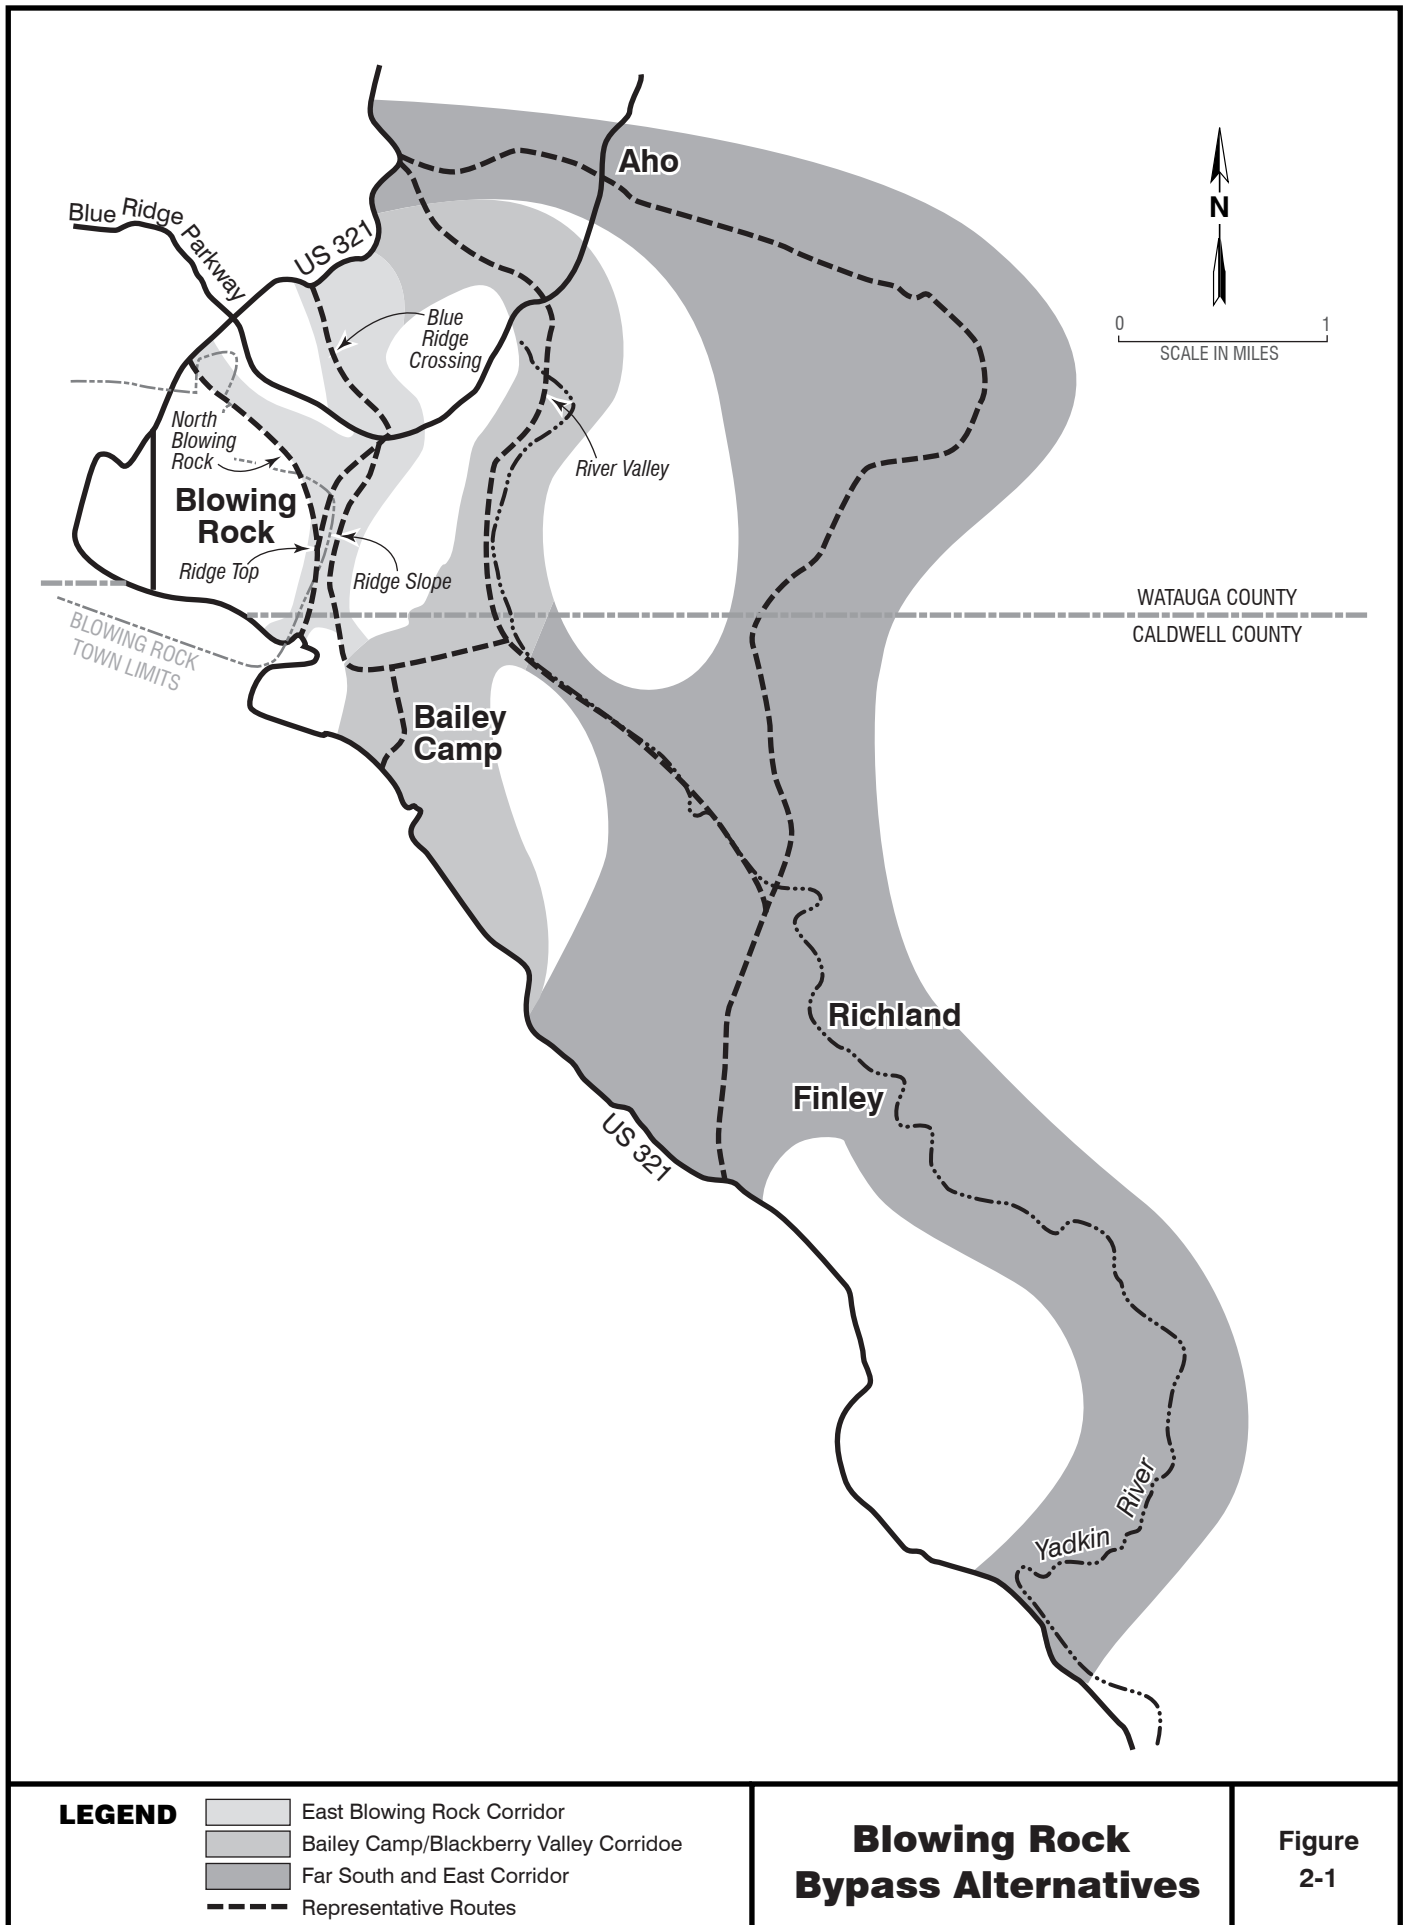 Aho
Blue Ridge Parkway
US 321
N
0 1
SCALE IN MILES
Blue
Ridge
Crossing
North
Blowing
Rock
River Valley
Blowing
Rock
Ridge Top
Ridge Slope
WATAUGA COUNTY
CALDWELL COUNTY
BLOWING ROCK
TOWN LIMITS
Bailey
Camp
Richland
Finley
US 321
Yadkin River
LEGEND
East Blowing Rock Corridor
Bailey Camp/Blackberry Valley Corridoe
Far South and East Corridor
Representative Routes
Blowing Rock
Bypass Alternatives
Figure
2-1